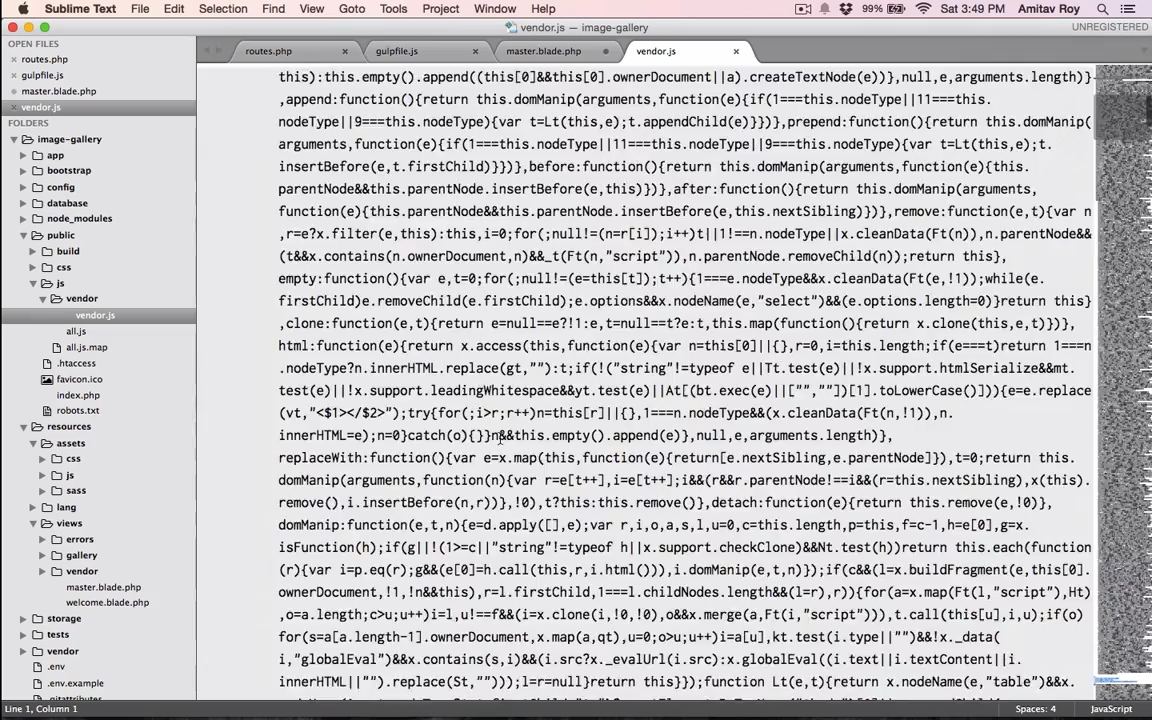 Sublime Text File Edit Selection Find View Goto Tools Project Window Help 99% Sat 3:49 PM Amitav Roy
vendor.js — image-gallery UNREGISTERED
OPEN FILES
routes.php
gulpfile.js
master.blade.php
vendor.js
FOLDERS
image-gallery
app
bootstrap
config
database
node_modules
public
build
css
js
vendor
vendor.js
all.js
all.js.map
.htaccess
favicon.ico
index.php
robots.txt
resources
assets
css
js
sass
lang
views
errors
gallery
vendor
master.blade.php
welcome.blade.php
storage
tests
vendor
.env
.env.example
.gitattributes
routes.php gulpfile.js master.blade.php vendor.js
this):this.empty().append((this[0]&&this[0].ownerDocument||a).createTextNode(e))},null,e,arguments.length)}
,append:function(){return this.domManip(arguments,function(e){if(1===this.nodeType||11===this.
nodeType||9===this.nodeType){var t=Lt(this,e);t.appendChild(e)}})},prepend:function(){return this.domManip(
arguments,function(e){if(1===this.nodeType||11===this.nodeType||9===this.nodeType){var t=Lt(this,e);t.
insertBefore(e,t.firstChild)}})},before:function(){return this.domManip(arguments,function(e){this.
parentNode&&this.parentNode.insertBefore(e,this)})},after:function(){return this.domManip(arguments,
function(e){this.parentNode&&this.parentNode.insertBefore(e,this.nextSibling)})},remove:function(e,t){var n
,r=e?x.filter(e,this):this,i=0;for(;null!=(n=r[i]);i++)t||1!==n.nodeType||x.cleanData(Ft(n)),n.parentNode&&
(t&&x.contains(n.ownerDocument,n)&&_t(Ft(n,"script")),n.parentNode.removeChild(n));return this},
empty:function(){var e,t=0;for(;null!=(e=this[t]);t++){1===e.nodeType&&x.cleanData(Ft(e,!1));while(e.
firstChild)e.removeChild(e.firstChild);e.options&&x.nodeName(e,"select")&&(e.options.length=0)}return this}
,clone:function(e,t){return e=null==e?!1:e,t=null==t?e:t,this.map(function(){return x.clone(this,e,t)})},
html:function(e){return x.access(this,function(e){var n=this[0]||{},r=0,i=this.length;if(e===t)return 1===n
.nodeType?n.innerHTML.replace(gt,""):t;if(!("string"!=typeof e||Tt.test(e)||!x.support.htmlSerialize&&mt.
test(e)||!x.support.leadingWhitespace&&yt.test(e)||At[(bt.exec(e)||["",""])[1].toLowerCase()])){e=e.replace
(vt,"<$1></$2>");try{for(;i>r;r++)n=this[r]||{},1===n.nodeType&&(x.cleanData(Ft(n,!1)),n.
innerHTML=e);n=0}catch(o){}}n&&this.empty().append(e)},null,e,arguments.length)},
replaceWith:function(){var e=x.map(this,function(e){return[e.nextSibling,e.parentNode]}),t=0;return this.
domManip(arguments,function(n){var r=e[t++],i=e[t++];i&&(r&&r.parentNode!==i&&(r=this.nextSibling),x(this).
remove(),i.insertBefore(n,r))},!0),t?this:this.remove()},detach:function(e){return this.remove(e,!0)},
domManip:function(e,t,n){e=d.apply([],e);var r,i,o,a,s,l,u=0,c=this.length,p=this,f=c-1,h=e[0],g=x.
isFunction(h);if(g||!(1>=c||"string"!=typeof h||x.support.checkClone)&&Nt.test(h))return this.each(function
(r){var i=p.eq(r);g&&(e[0]=h.call(this,r,i.html())),i.domManip(e,t,n)});if(c&&(l=x.buildFragment(e,this[0].
ownerDocument,!1,!n&&this),r=l.firstChild,1===l.childNodes.length&&(l=r),r)){for(a=x.map(Ft(l,"script"),Ht)
,o=a.length;c>u;u++)i=l,u!==f&&(i=x.clone(i,!0,!0),o&&x.merge(a,Ft(i,"script"))),t.call(this[u],i,u);if(o)
for(s=a[a.length-1].ownerDocument,x.map(a,qt),u=0;o>u;u++)i=a[u],kt.test(i.type||"")&&!x._data(
i,"globalEval")&&x.contains(s,i)&&(i.src?x._evalUrl(i.src):x.globalEval((i.text||i.textContent||i.
innerHTML||"").replace(St,"")));l=r=null}return this}});function Lt(e,t){return x.nodeName(e,"table")&&x.
Line 1, Column 1 Spaces: 4 JavaScript